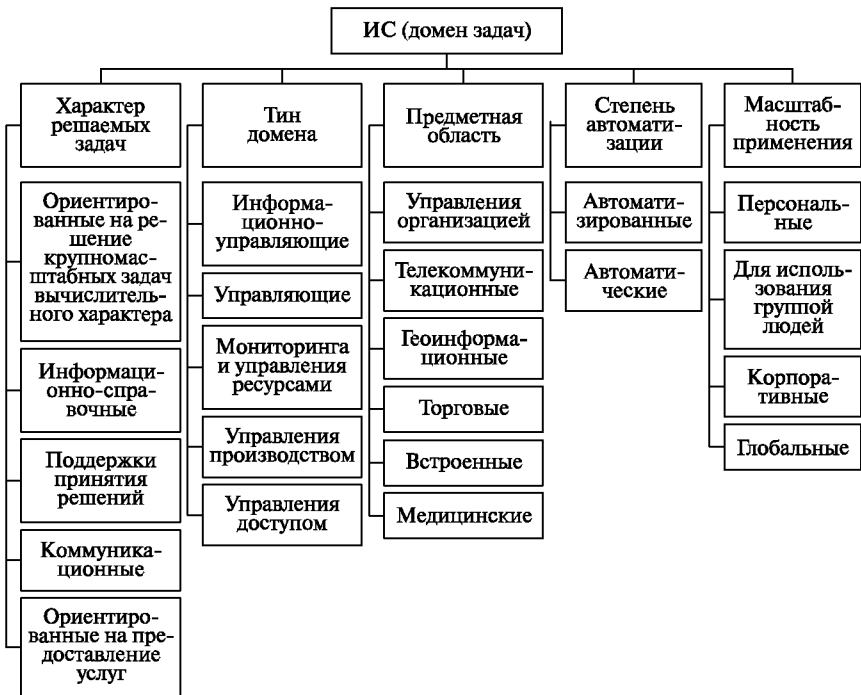 ИС (домен задач)
Характер
решаемых
задач
Ориентиро-
ванные на ре-
шение
крупномас-
штабных задач
вычислитель-
ного характера
Информаци-
онно-спра-
вочные
Поддержки
принятия
решений
Коммуника-
ционные
Ориентиро-
ванные на пре-
доставление
услуг
Тин
домена
Информа-
ционно-
управляющие
Управляющие
Мониторинга
и управления
ресурсами
Управления
производством
Управления
доступом
Предметная
область
Управления
организацией
Телекоммуни-
кационные
Геоинформа-
ционные
Торговые
Встроенные
Медицинские
Степень
автомати-
зации
Автомати-
зированные
Автомати-
ческие
Масштаб-
ность
применения
Персональ-
ные
Для исполь-
зования
группой
людей
Корпора-
тивные
Глобальные